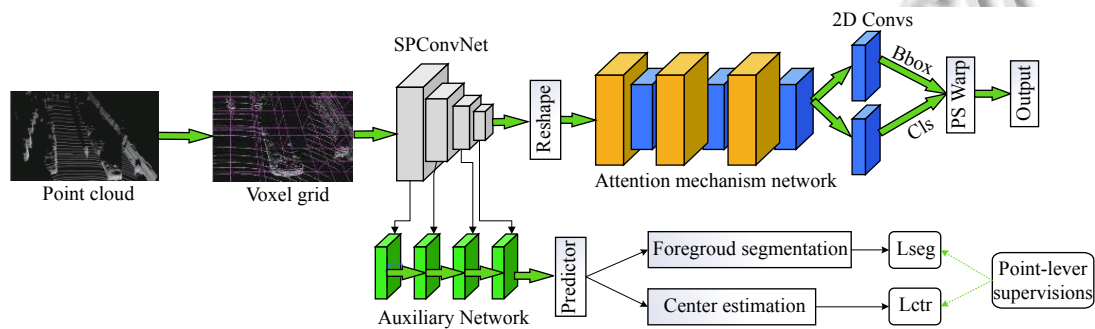 2D Convs
SPConvNet
Bbox
Cls
Reshape
PS Warp
Output
Point cloud
Voxel grid
Attention mechanism network
Foregroud segmentation
Lseg
Predictor
Center estimation
Lctr
Point-lever
supervisions
Auxiliary Network